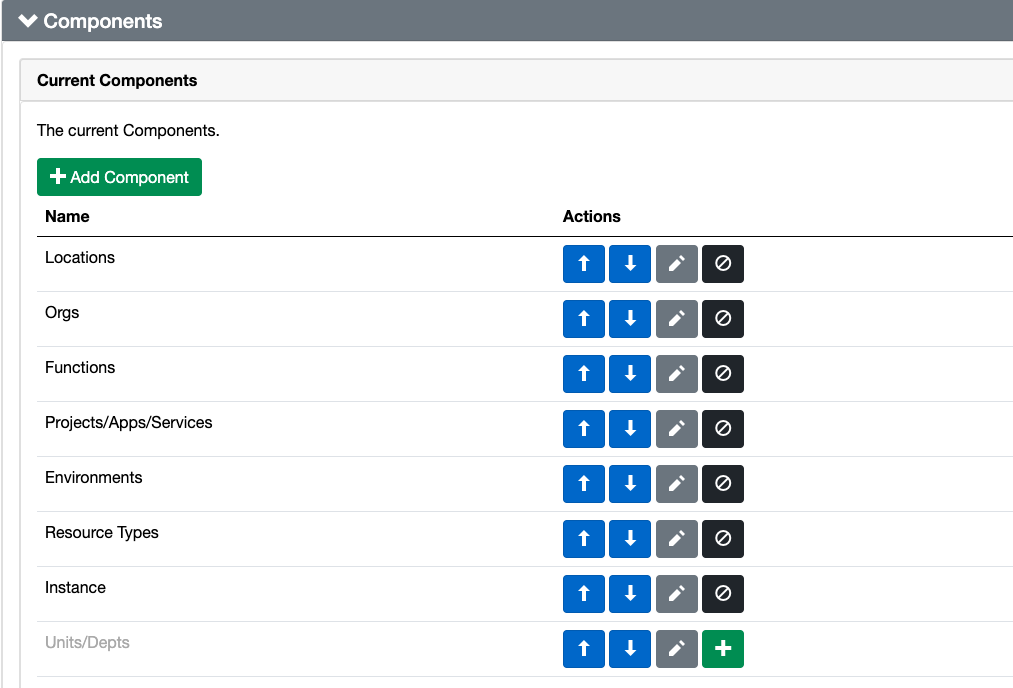 Components
Current Components
The current Components.
Add Component
Name Actions
Locations
Orgs
Functions
Projects/Apps/Services
Environments
Resource Types
Instance
Units/Depts